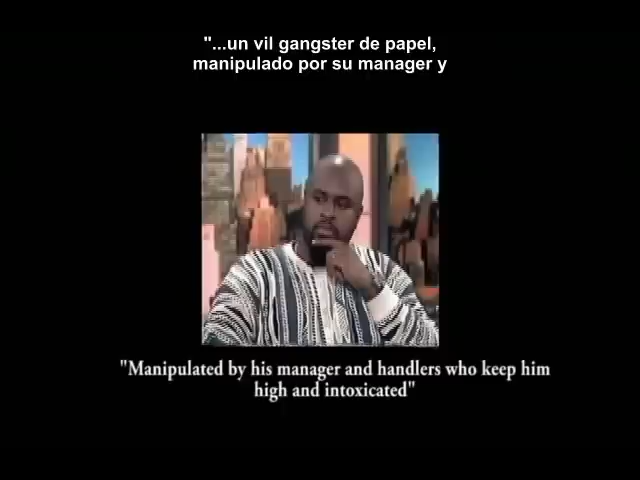 "...un vil gangster de papel,
manipulado por su manager y
"Manipulated by his manager and handlers who keep him
high and intoxicated"